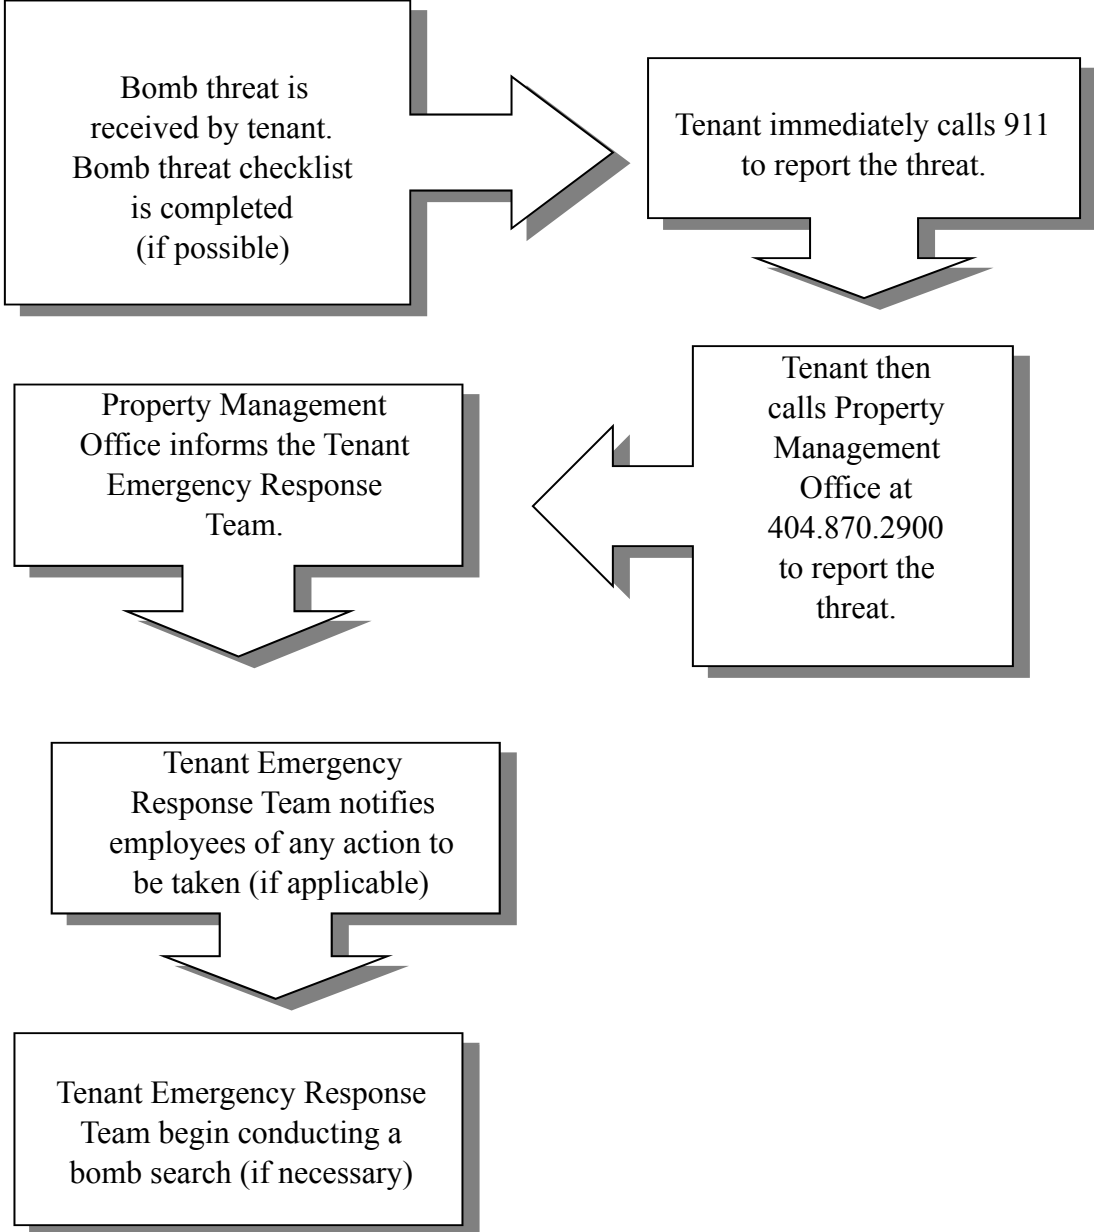 Bomb threat is
received by tenant.
Bomb threat checklist
is completed
(if possible)
Tenant immediately calls 911
to report the threat.
Tenant then
calls Property
Management
Office at
404.870.2900
to report the
threat.
Property Management
Office informs the Tenant
Emergency Response
Team.
Tenant Emergency
Response Team notifies
employees of any action to
be taken (if applicable)
Tenant Emergency Response
Team begin conducting a
bomb search (if necessary)